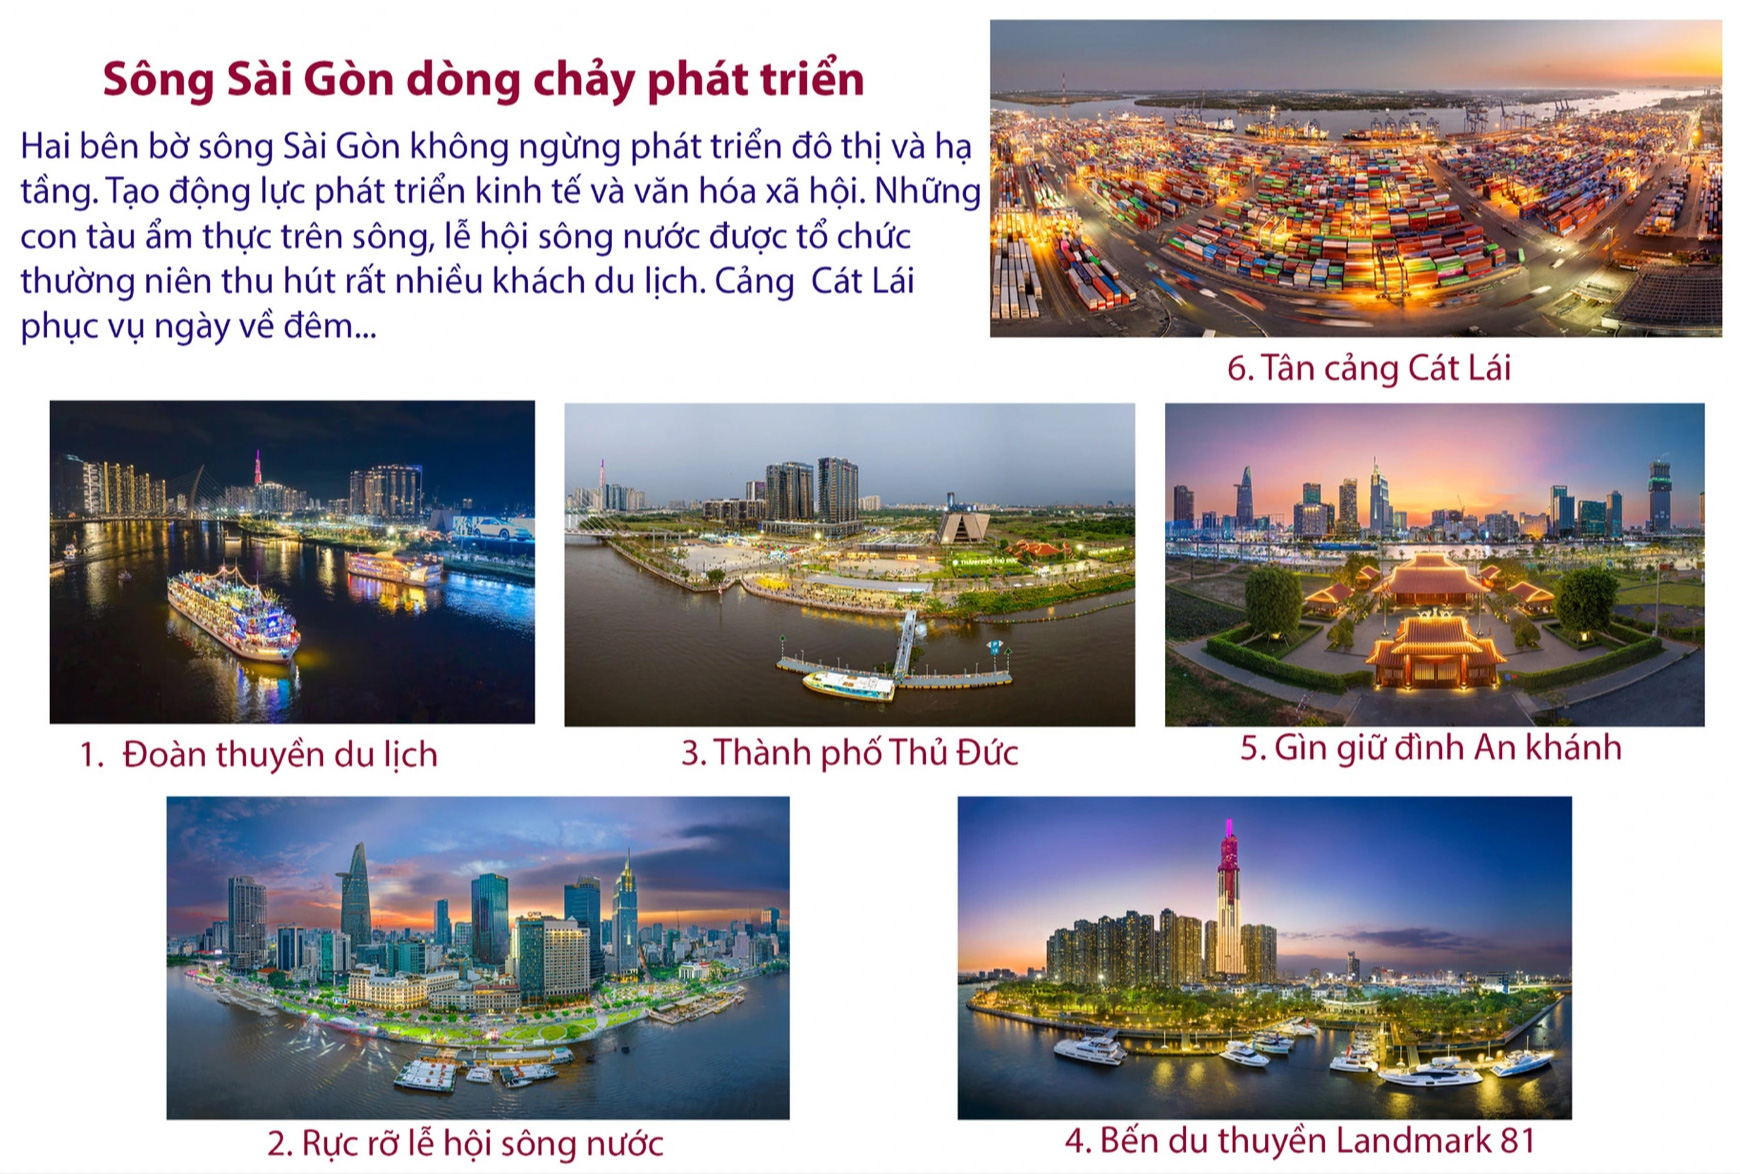 Sông Sài Gòn dòng chảy phát triển
Hai bên bờ sông Sài Gòn không ngừng phát triển đô thị và hạ
tầng. Tạo động lực phát triển kinh tế và văn hóa xã hội. Những
con tàu ẩm thực trên sông, lễ hội sông nước được tổ chức
thường niên thu hút rất nhiều khách du lịch. Cảng Cát Lái
phục vụ ngày về đêm...
6. Tân cảng Cát Lái
1. Đoàn thuyền du lịch
THÀNH PHỐ THỦ ĐỨC
3. Thành phố Thủ Đức
5. Gìn giữ đình An khánh
2. Rực rỡ lễ hội sông nước
4. Bến du thuyền Landmark 81